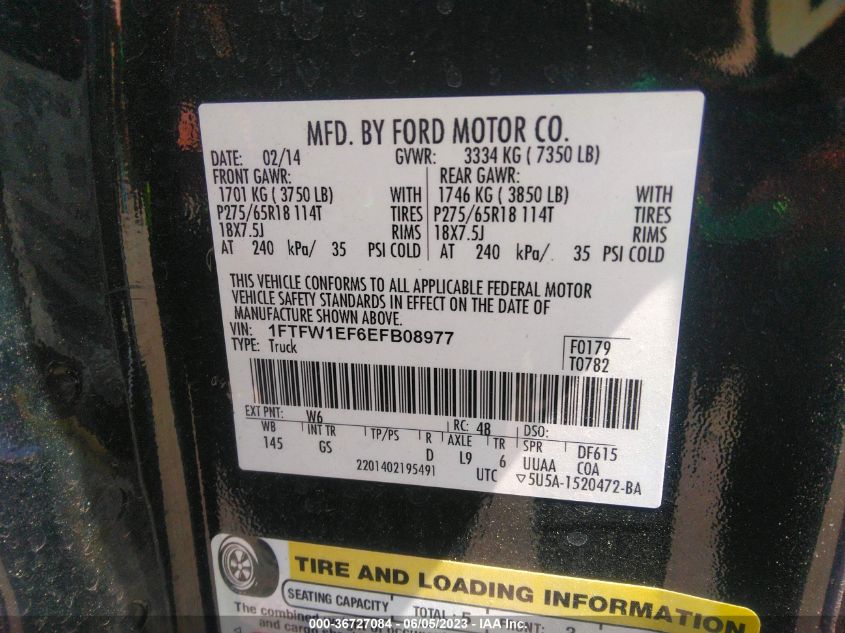 MFD. BY FORD MOTOR CO.
DATE: 02/14 GVWR: 3334 KG ( 7350 LB)
FRONT GAWR: REAR GAWR:
1701 KG ( 3750 LB) WITH 1746 KG ( 3850 LB) WITH
P275/65R18 114T TIRES P275/65R18 114T TIRES
18X7.5J RIMS 18X7.5J RIMS
AT 240 kPa/ 35 PSI COLD AT 240 kPa/ 35 PSI COLD
THIS VEHICLE CONFORMS TO ALL APPLICABLE FEDERAL MOTOR
VEHICLE SAFETY STANDARDS IN EFFECT ON THE DATE OF
MANUFACTURE SHOWN ABOVE.
VIN: 1FTFW1EF6EFB08977
TYPE: Truck
F0179
T0782
EXT PNT: W6 RC: 48 DSO:
WB INT TR TP/PS R AXLE TR SPR DF615
145 GS D L9 6 UUAA COA
2201402195491 UTC ▽5U5A-1520472-BA
TIRE AND LOADING INFORMATION
SEATING CAPACITY TOTAL : 5
The combined
and cargo
000-36727084 / 06/05/2023 / IAA Inc.